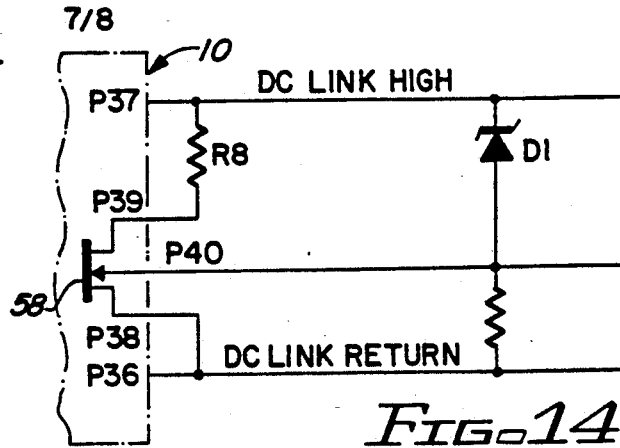 7/8
10
P37
DC LINK HIGH
R8
D1
P39
P40
58
P38
P36
DC LINK RETURN
FIG. 14